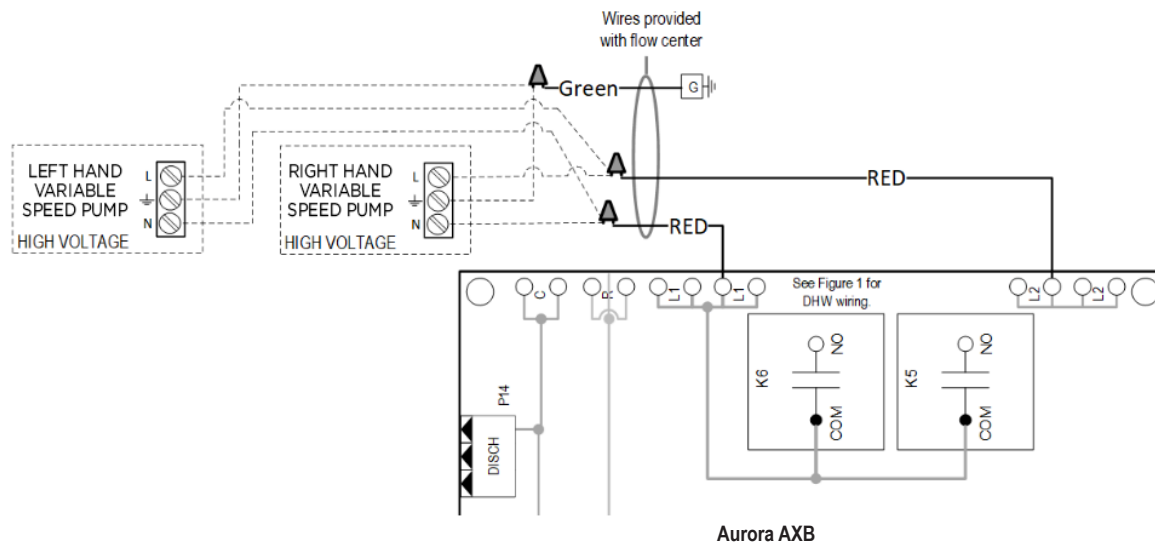 Wires provided
with flow center
Green
G
LEFT HAND
VARIABLE
SPEED PUMP
HIGH VOLTAGE
L
N
RIGHT HAND
VARIABLE
SPEED PUMP
HIGH VOLTAGE
L
N
RED
RED
C
R
L1
L1
See Figure 1 for
DHW wiring.
L2
L2
K6
NO
COM
K5
NO
COM
P14
DISCH
Aurora AXB